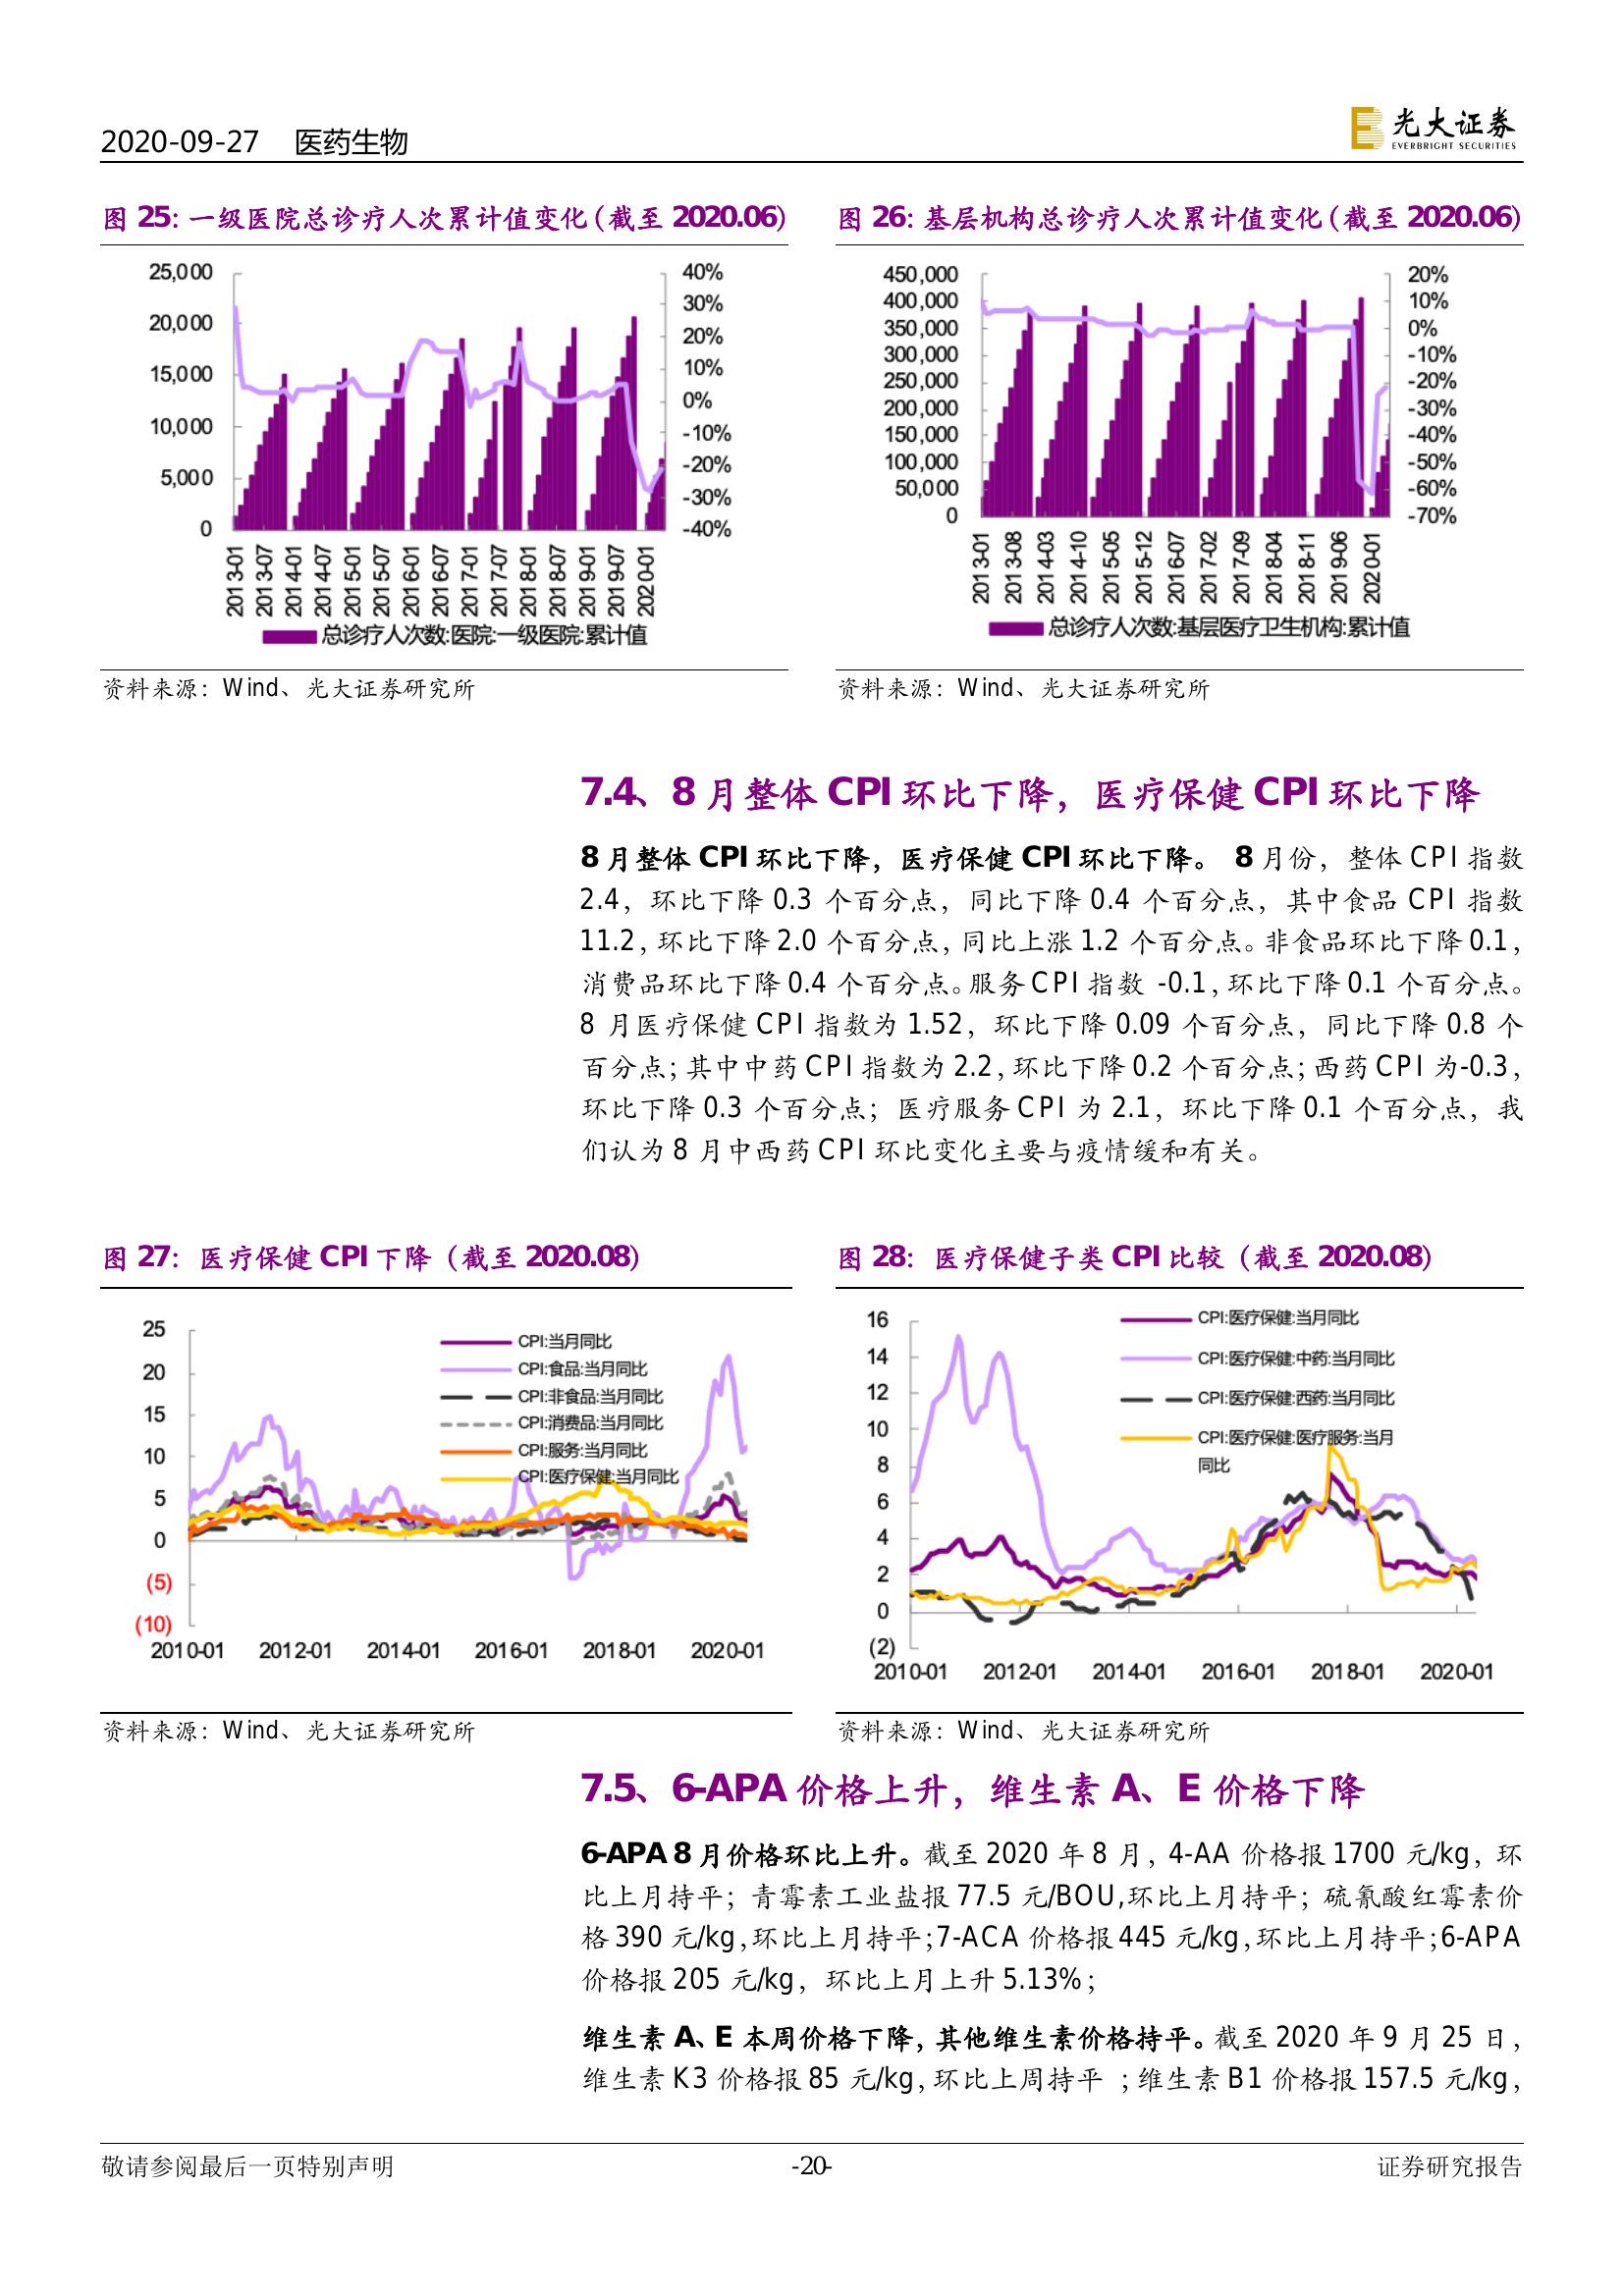 2020-09-27 医药生物
光大证券
EVERBRIGHT SECURITIES
图 25：一级医院总诊疗人次累计值变化（截至 2020.06）
25,000
20,000
15,000
10,000
5,000
0
40%
30%
20%
10%
0%
-10%
-20%
-30%
-40%
2013-01
2013-07
2014-01
2014-07
2015-01
2015-07
2016-01
2016-07
2017-01
2017-07
2018-01
2018-07
2019-01
2019-07
2020-01
总诊疗人次数:医院:一级医院:累计值
资料来源：Wind、光大证券研究所
图 26：基层机构总诊疗人次累计值变化（截至 2020.06）
450,000
400,000
350,000
300,000
250,000
200,000
150,000
100,000
50,000
0
20%
10%
0%
-10%
-20%
-30%
-40%
-50%
-60%
-70%
2013-01
2013-08
2014-03
2014-10
2015-05
2015-12
2016-07
2017-02
2017-09
2018-04
2018-11
2019-06
2020-01
总诊疗人次数:基层医疗卫生机构:累计值
资料来源：Wind、光大证券研究所
7.4、8 月整体 CPI 环比下降，医疗保健 CPI 环比下降
8 月整体 CPI 环比下降，医疗保健 CPI 环比下降。 8 月份，整体 CPI 指数
2.4，环比下降 0.3 个百分点，同比下降 0.4 个百分点，其中食品 CPI 指数
11.2，环比下降 2.0 个百分点，同比上涨 1.2 个百分点。非食品环比下降 0.1，
消费品环比下降 0.4 个百分点。服务 CPI 指数 -0.1，环比下降 0.1 个百分点。
8 月医疗保健 CPI 指数为 1.52，环比下降 0.09 个百分点，同比下降 0.8 个
百分点；其中中药 CPI 指数为 2.2，环比下降 0.2 个百分点；西药 CPI 为-0.3，
环比下降 0.3 个百分点；医疗服务 CPI 为 2.1，环比下降 0.1 个百分点，我
们认为 8 月中西药 CPI 环比变化主要与疫情缓和有关。
图 27：医疗保健 CPI 下降（截至 2020.08）
25
20
15
10
5
0
(5)
(10)
2010-01 2012-01 2014-01 2016-01 2018-01 2020-01
CPI:当月同比
CPI:食品:当月同比
CPI:非食品:当月同比
CPI:消费品:当月同比
CPI:服务:当月同比
CPI:医疗保健:当月同比
资料来源：Wind、光大证券研究所
图 28：医疗保健子类 CPI 比较（截至 2020.08）
16
14
12
10
8
6
4
2
0
(2)
2010-01 2012-01 2014-01 2016-01 2018-01 2020-01
CPI:医疗保健:当月同比
CPI:医疗保健:中药:当月同比
CPI:医疗保健:西药:当月同比
CPI:医疗保健:医疗服务:当月
同比
资料来源：Wind、光大证券研究所
7.5、6-APA 价格上升，维生素 A、E 价格下降
6-APA 8 月价格环比上升。截至 2020 年 8 月，4-AA 价格报 1700 元/kg，环
比上月持平；青霉素工业盐报 77.5 元/BOU,环比上月持平；硫氰酸红霉素价
格 390 元/kg,环比上月持平;7-ACA 价格报 445 元/kg,环比上月持平;6-APA
价格报 205 元/kg，环比上月上升 5.13%；
维生素 A、E 本周价格下降，其他维生素价格持平。截至 2020 年 9 月 25 日，
维生素 K3 价格报 85 元/kg,环比上周持平 ；维生素 B1 价格报 157.5 元/kg，
敬请参阅最后一页特别声明
-20-
证券研究报告